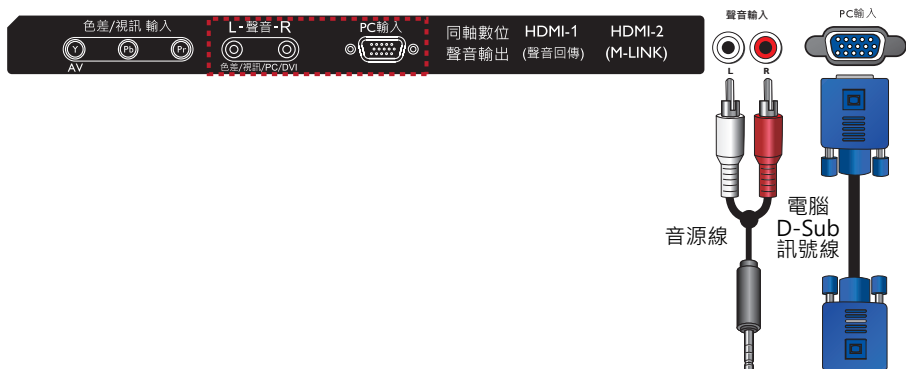 色差/視訊 輸入
Y Pb Pr
AV
L-聲音-R
色差/視訊/PC/DVI
PC輸入
同軸數位
聲音輸出
HDMI-1
(聲音回傳)
HDMI-2
(M-LINK)
聲音輸入
L R
PC輸入
音源線
電腦
D-Sub
訊號線